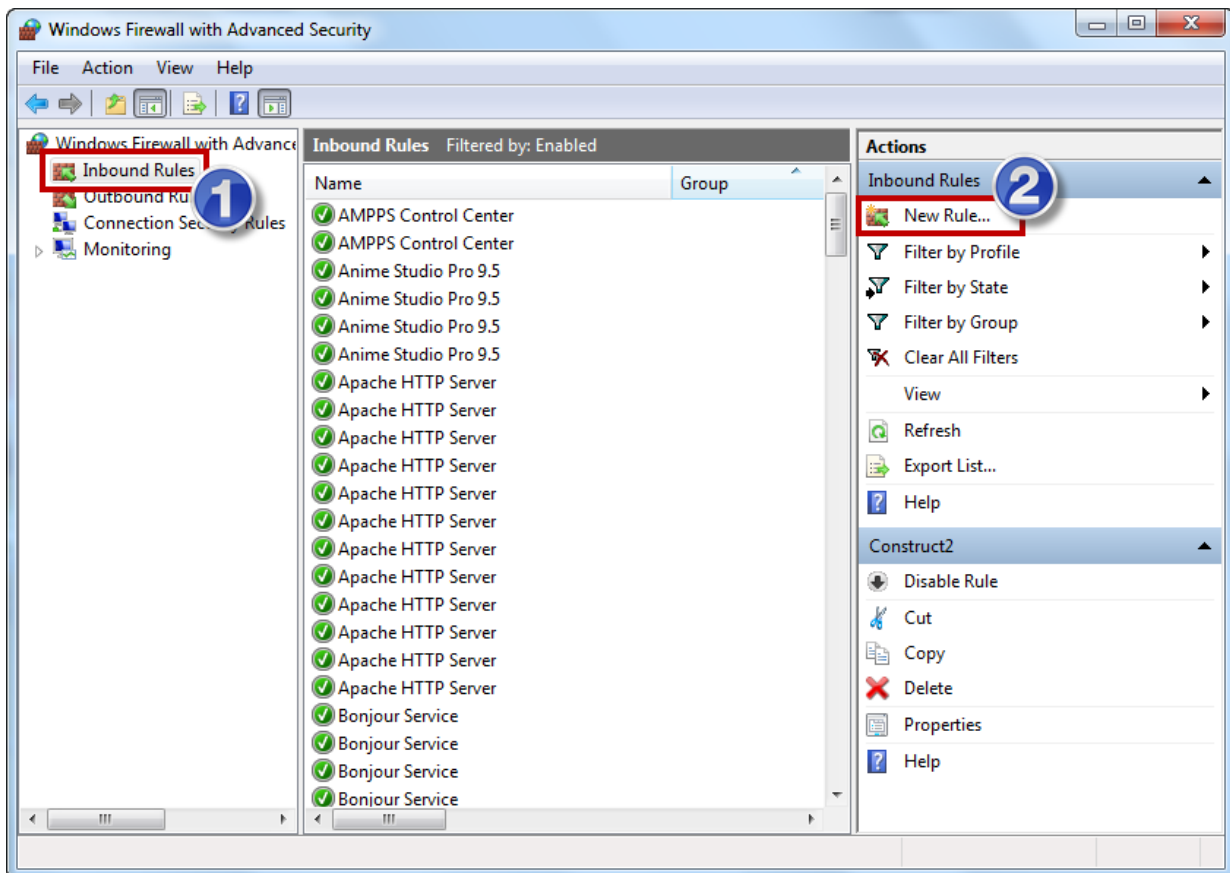 Windows Firewall with Advanced Security
File Action View Help
Windows Firewall with Advance
Inbound Rules
Outbound Ru
Connection Sec Rules
Monitoring
1
Inbound Rules Filtered by: Enabled
Name Group
AMPPS Control Center
AMPPS Control Center
Anime Studio Pro 9.5
Anime Studio Pro 9.5
Anime Studio Pro 9.5
Anime Studio Pro 9.5
Apache HTTP Server
Apache HTTP Server
Apache HTTP Server
Apache HTTP Server
Apache HTTP Server
Apache HTTP Server
Apache HTTP Server
Apache HTTP Server
Apache HTTP Server
Apache HTTP Server
Apache HTTP Server
Apache HTTP Server
Bonjour Service
Bonjour Service
Bonjour Service
Bonjour Service
Actions
Inbound Rules
2
New Rule...
Filter by Profile
Filter by State
Filter by Group
Clear All Filters
View
Refresh
Export List...
Help
Construct2
Disable Rule
Cut
Copy
Delete
Properties
Help